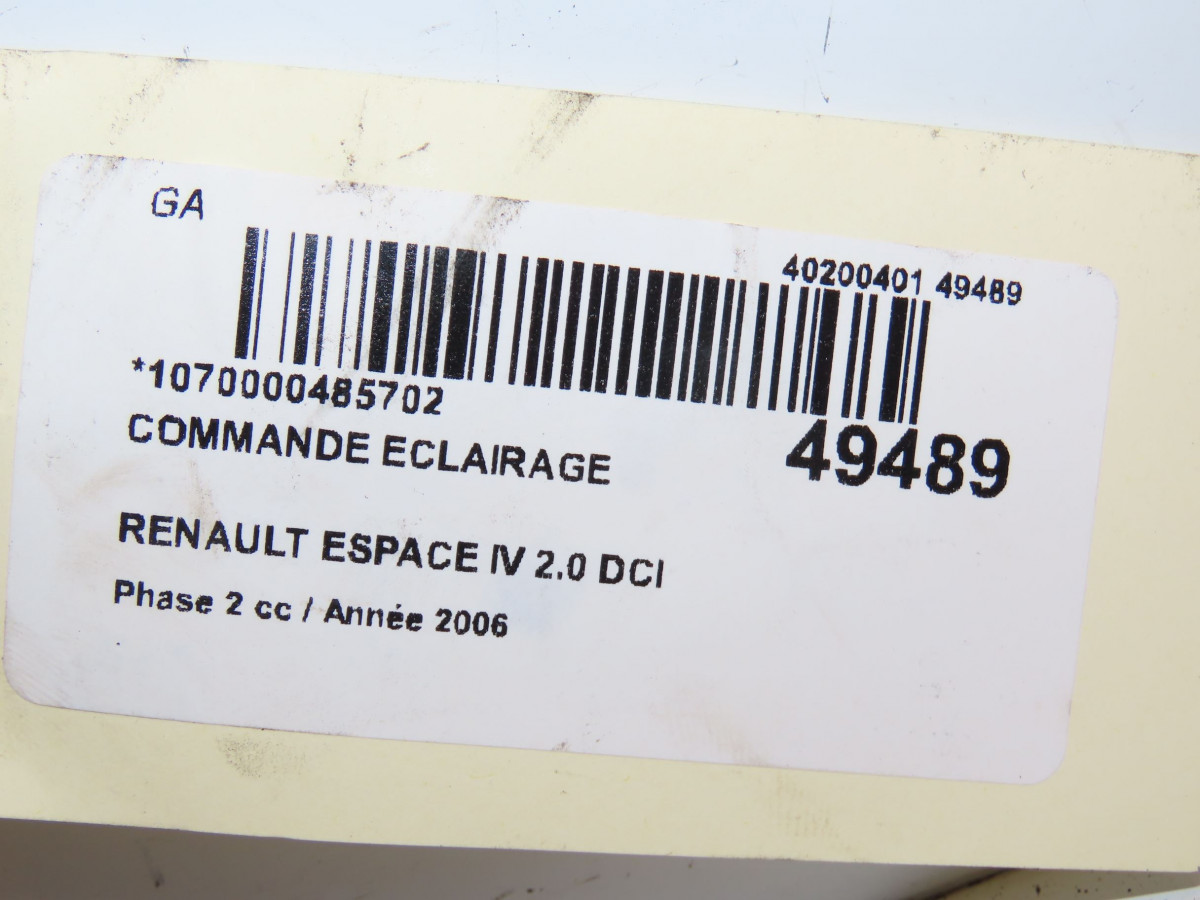 GA
40200401 49489
*1070000485702
COMMANDE ECLAIRAGE
49489
RENAULT ESPACE IV 2.0 DCI
Phase 2 cc / Année 2006